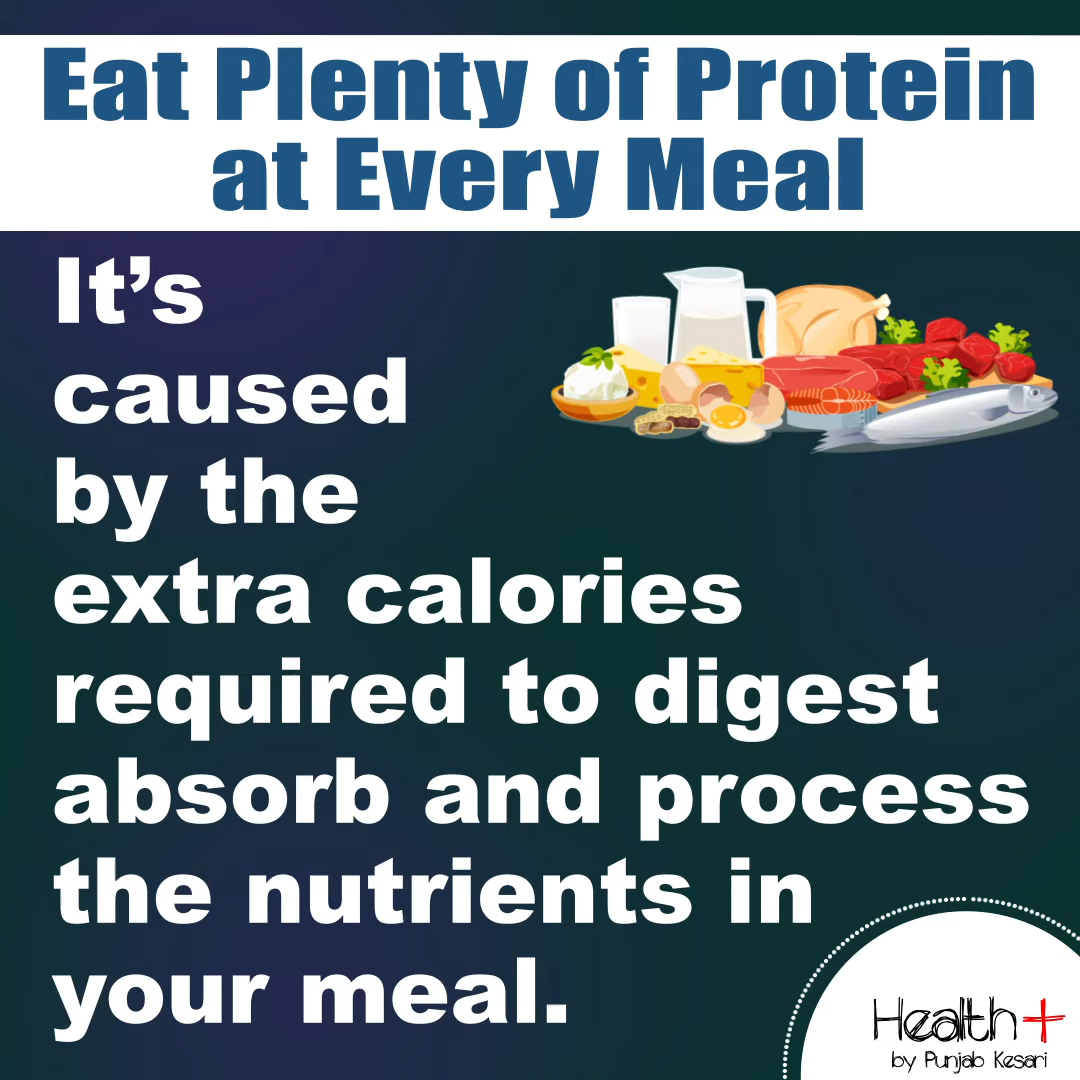 Eat Plenty of Protein
at Every Meal
It’s
caused
by the
extra calories
required to digest
absorb and process
the nutrients in
your meal.
Health+
by Punjab Kesari